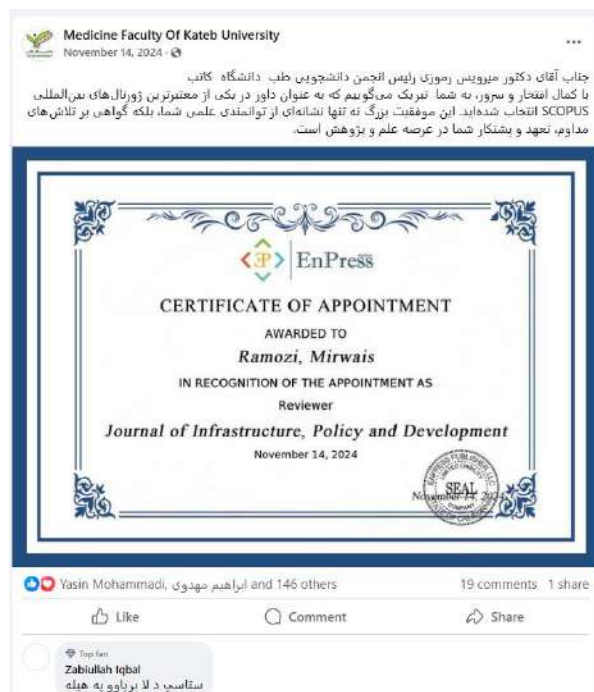 Medicine Faculty Of Kateb University
November 14, 2024
جناب آقای دکتور میرویس رموزی رئیس انجمن دانشجویی طب دانشگاه کاتب
با کمال افتخار و سرور، به شما تبریک می‌گوییم که به عنوان داور در یکی از معتبرترین ژورنال‌های بین‌المللی
SCOPUS انتخاب شده‌اید. این موفقیت بزرگ نه تنها نشانه‌ای از توانمندی علمی شما، بلکه گواهی بر تلاش‌های
مداوم، تعهد و پشتکار شما در عرصه علم و پژوهش است.
EnPress
CERTIFICATE OF APPOINTMENT
AWARDED TO
Ramozi, Mirwais
IN RECOGNITION OF THE APPOINTMENT AS
Reviewer
Journal of Infrastructure, Policy and Development
November 14, 2024
SEAL
November 14, 2024
Yasin Mohammadi, ابراهیم مهدوی and 146 others
19 comments 1 share
Like
Comment
Share
Top fan
Zabiullah Iqbal
ستاسي د لا برياوو په هيله